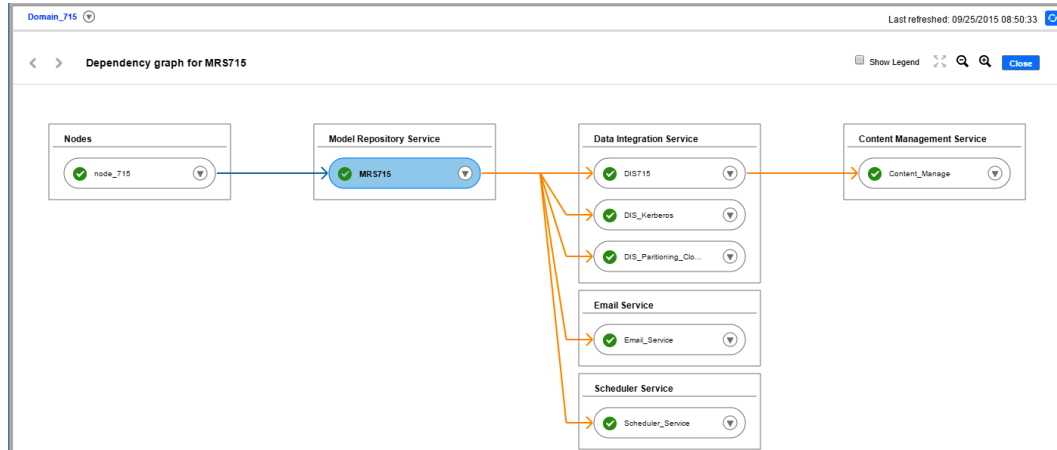 Domain_715
Last refreshed: 09/25/2015 08:50:33
Dependency graph for MRS715
Show Legend
Close
Nodes
node_715
Model Repository Service
MRS715
Data Integration Service
DIS715
DIS_Kerberos
DIS_Paritioning_Clo...
Email Service
Email_Service
Scheduler Service
Scheduler_Service
Content Management Service
Content_Manage